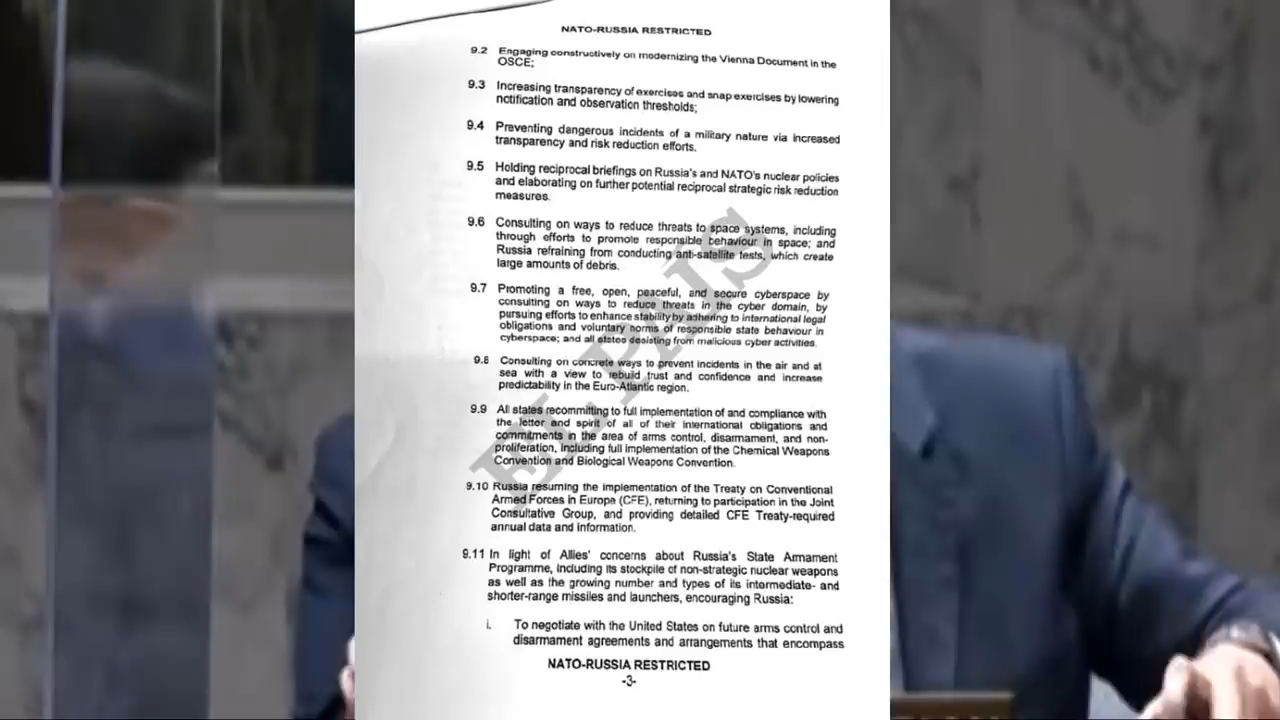 NATO-RUSSIA RESTRICTED
9.2 Engaging constructively on modernizing the Vienna Document in the
OSCE;
9.3 Increasing transparency of exercises and snap exercises by lowering
notification and observation thresholds;
9.4 Preventing dangerous incidents of a military nature via increased
transparency and risk reduction efforts.
9.5 Holding reciprocal briefings on Russia's and NATO's nuclear policies
and elaborating on further potential reciprocal strategic risk reduction
measures.
9.6 Consulting on ways to reduce threats to space systems, including
through efforts to promote responsible behaviour in space; and
Russia refraining from conducting anti-satellite tests, which create
large amounts of debris.
9.7 Promoting a free, open, peaceful, and secure cyberspace by
consulting on ways to reduce threats in the cyber domain, by
pursuing efforts to enhance stability by adhering to international legal
obligations and voluntary norms of responsible state behaviour in
cyberspace; and all states desisting from malicious cyber activities.
9.8 Consulting on concrete ways to prevent incidents in the air and at
sea with a view to rebuid trust and confidence and increase
predictability in the Euro-Atlantic region.
9.9 All states recommitting to full implementation of and compliance with
the letter and spirit of all of their international obligations and
commitments in the area of arms control, disarmament, and non-
proliferation, including full implementation of the Chemical Weapons
Convention and Biological Weapons Convention.
9.10 Russia resuming the implementation of the Treaty on Conventional
Armed Forces in Europe (CFE), returning to participation in the Joint
Consultative Group, and providing detailed CFE Treaty-required
annual data and information.
9.11 In light of Allies' concerns about Russia's State Armament
Programme, including its stockpile of non-strategic nuclear weapons
as well as the growing number and types of its intermediate- and
shorter-range missiles and launchers, encouraging Russia:
i. To negotiate with the United States on future arms control and
disarmament agreements and arrangements that encompass
NATO-RUSSIA RESTRICTED
-3-
EL PAIS